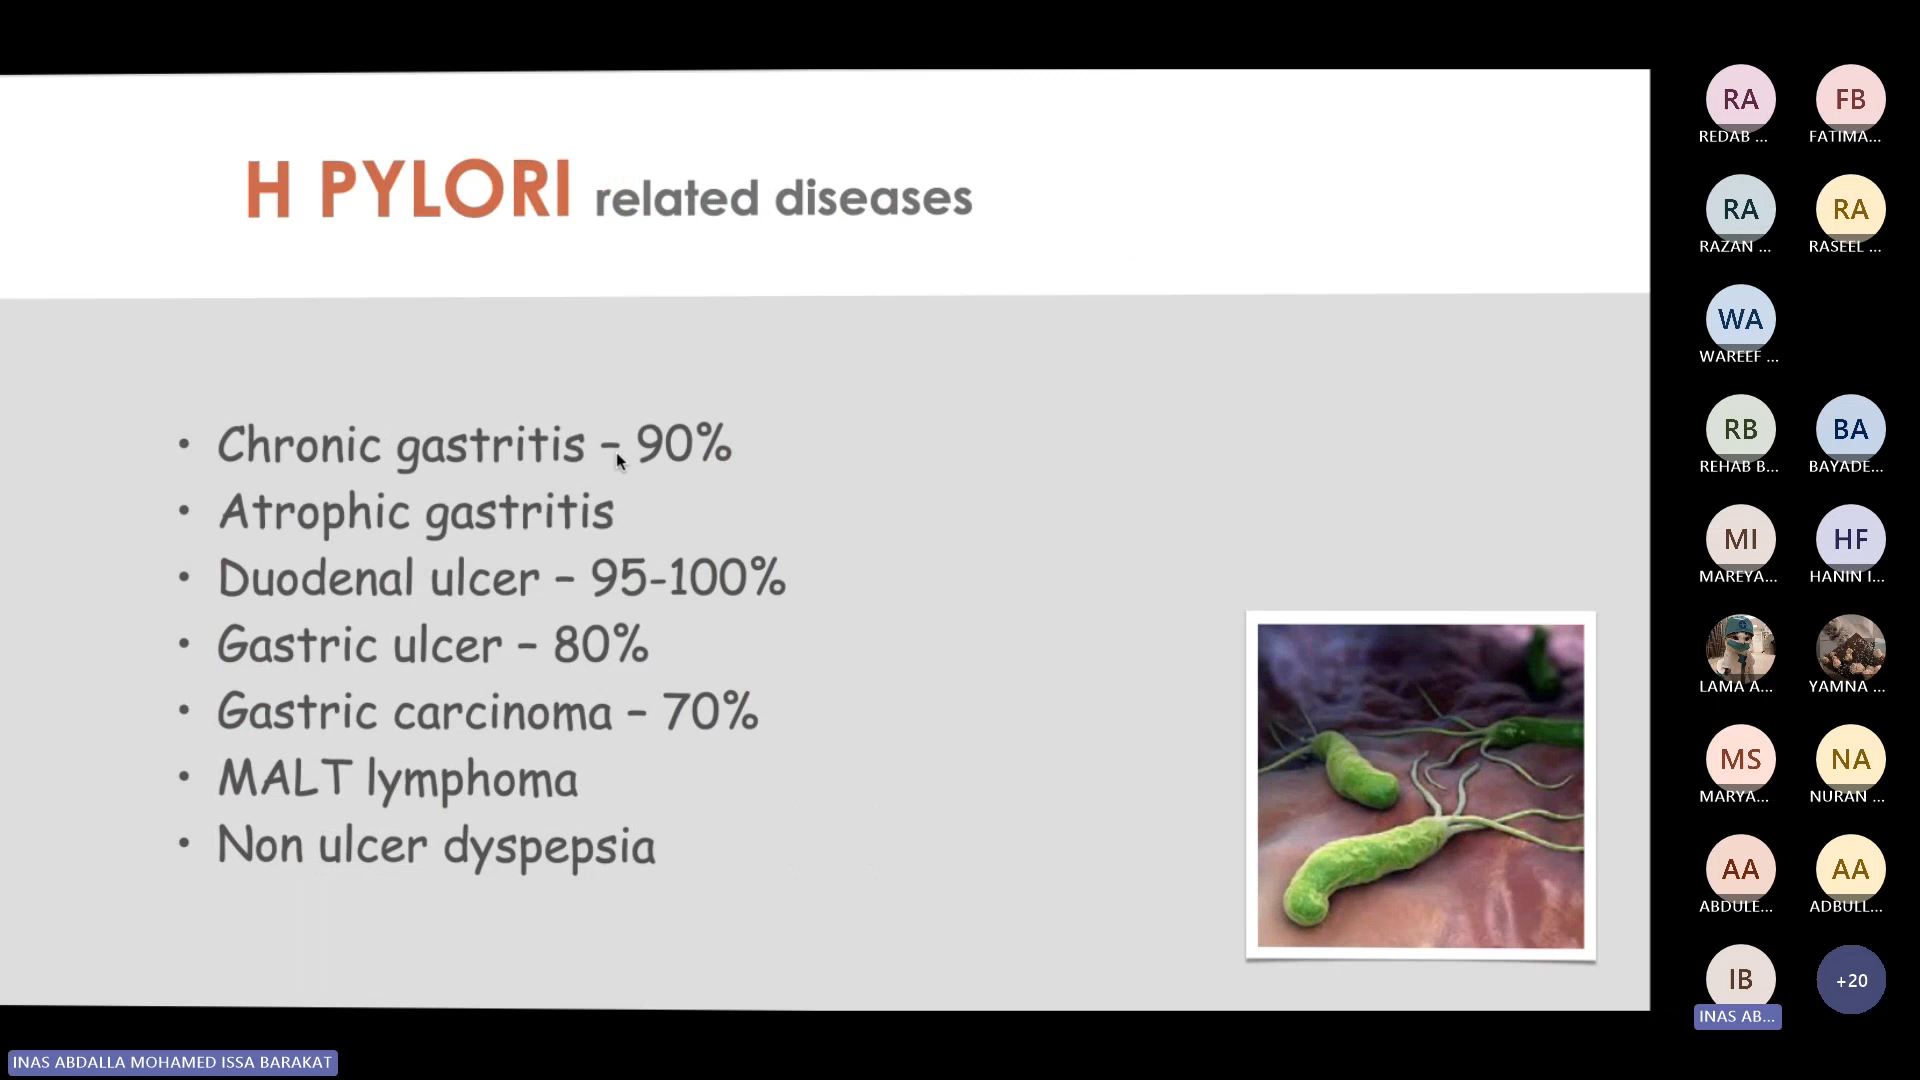 H PYLORI related diseases
• Chronic gastritis – 90%
• Atrophic gastritis
• Duodenal ulcer – 95-100%
• Gastric ulcer – 80%
• Gastric carcinoma – 70%
• MALT lymphoma
• Non ulcer dyspepsia
RA FB
REDAB ... FATIMA...
RA RA
RAZAN ... RASEEL ...
WA
WAREEF ...
RB BA
REHAB B... BAYADE...
MI HF
MAREYA... HANIN I...
LAMA A... YAMNA ...
MS NA
MARYA... NURAN ...
AA AA
ABDULE... ADBULL...
IB +20
INAS AB...
INAS ABDALLA MOHAMED ISSA BARAKAT